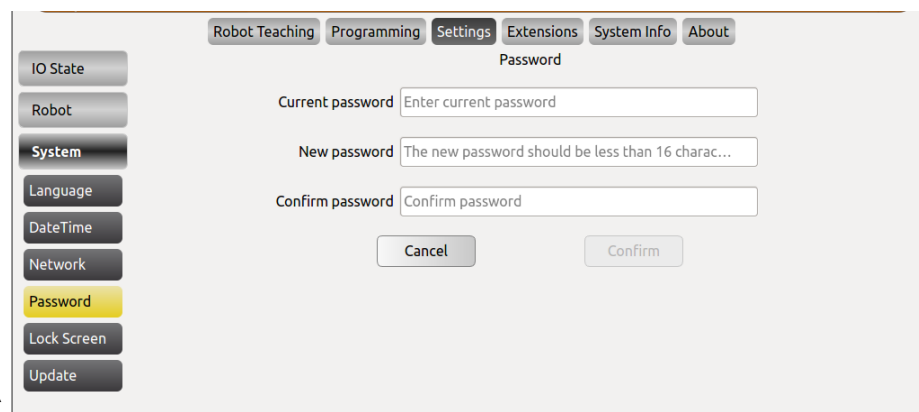 Robot Teaching Programming Settings Extensions System Info About
Password
IO State
Robot
System
Language
DateTime
Network
Password
Lock Screen
Update
Current password Enter current password
New password The new password should be less than 16 charac...
Confirm password Confirm password
Cancel Confirm